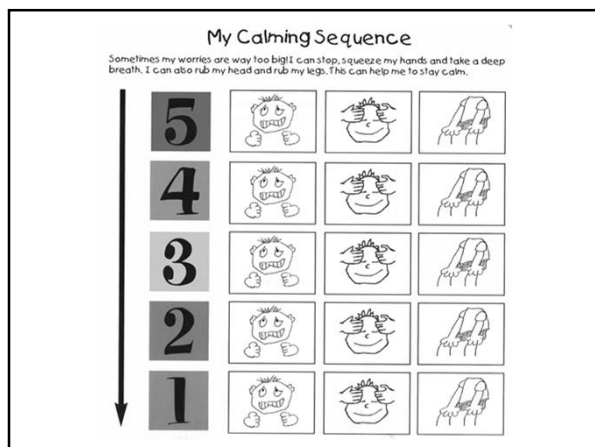 My Calming Sequence
Sometimes my worries are way too big! I can stop, squeeze my hands and take a deep
breath. I can also rub my head and rub my legs. This can help me to stay calm.
5
4
3
2
1